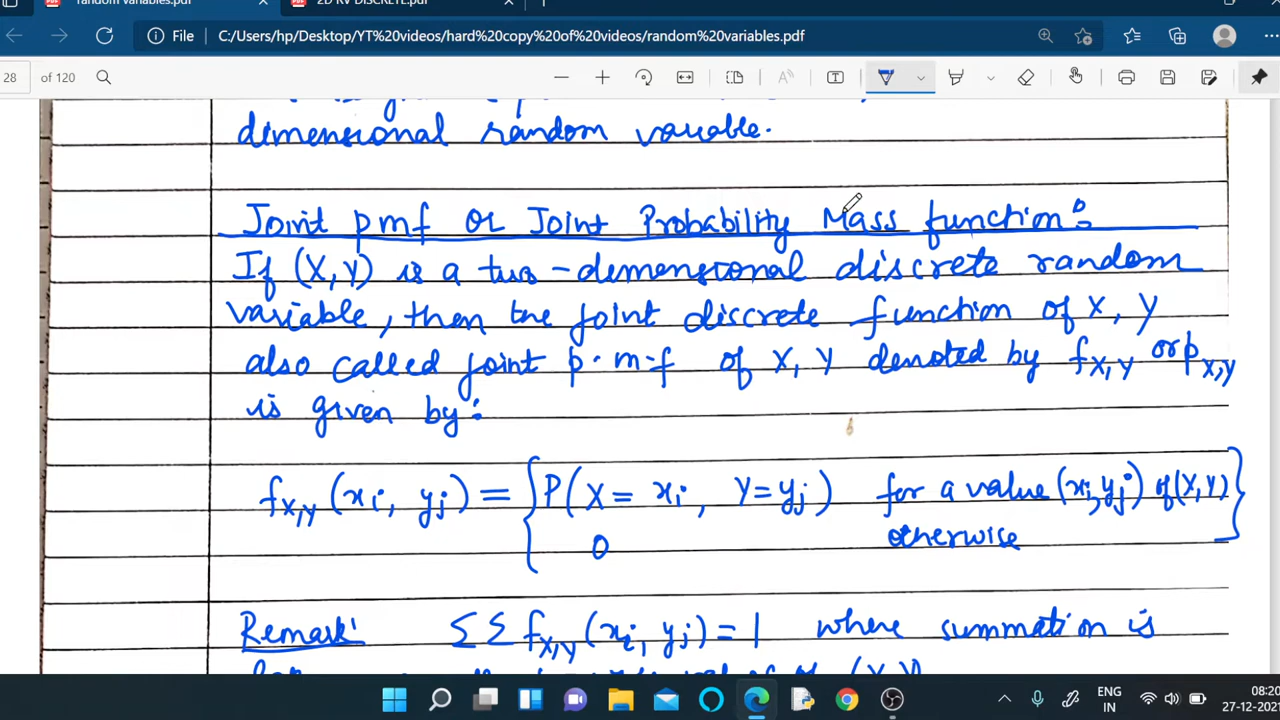 random variables.pdf
2D RV DISCRETE.pdf
File C:/Users/hp/Desktop/YT%20videos/hard%20copy%20of%20videos/random%20variables.pdf
28 of 120
dimensional random variable.
Joint pmf or Joint Probability Mass function:
If (X,Y) is a two-dimensional discrete random
variable, then the joint discrete function of X, Y
also called joint p.m.f of X, Y denoted by fX,Y or pX,Y
is given by:
fX,Y (xi, yj) = { P(X = xi, Y = yj) for a value (xi, yj) of (X,Y) }
0 otherwise
Remark: ΣΣ fX,Y (xi, yj) = 1 where summation is
ENG 08:20
IN 27-12-202